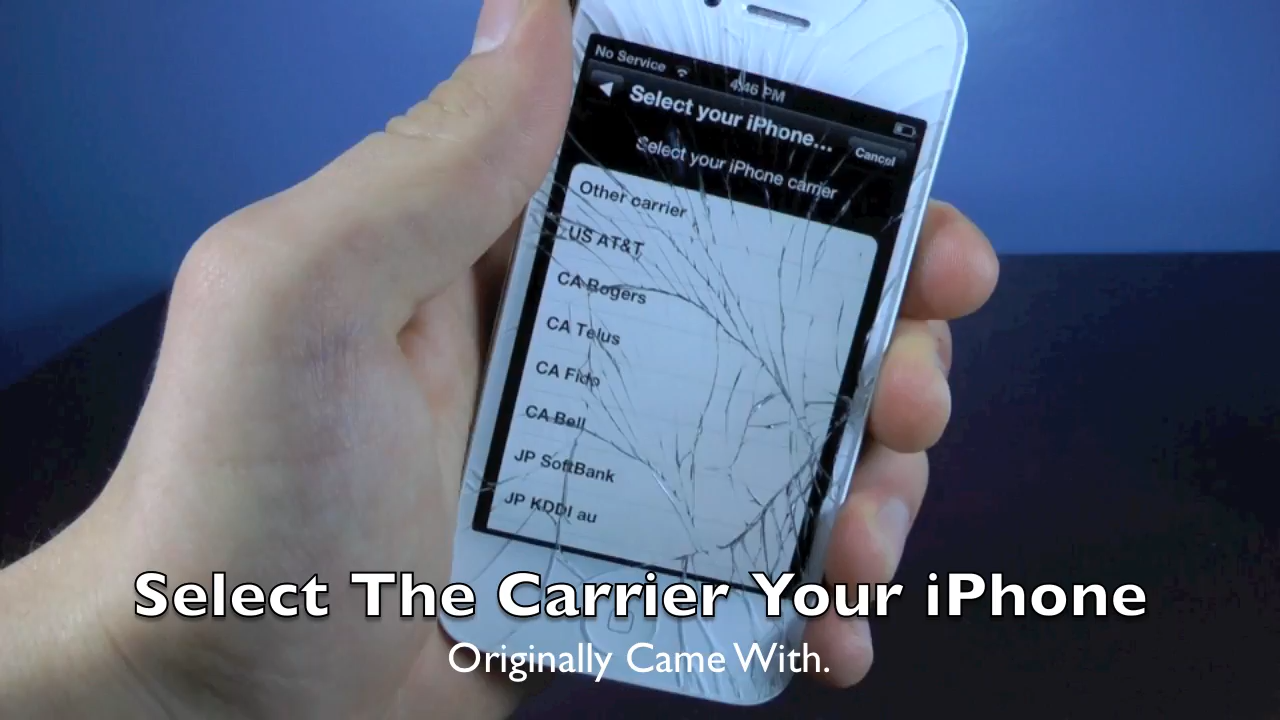 No Service
4:46 PM
Select your iPhone...
Cancel
Select your iPhone carrier
Other carrier
US AT&T
CA Rogers
CA Telus
CA Fido
CA Bell
JP SoftBank
JP KDDI au
Select The Carrier Your iPhone
Originally Came With.